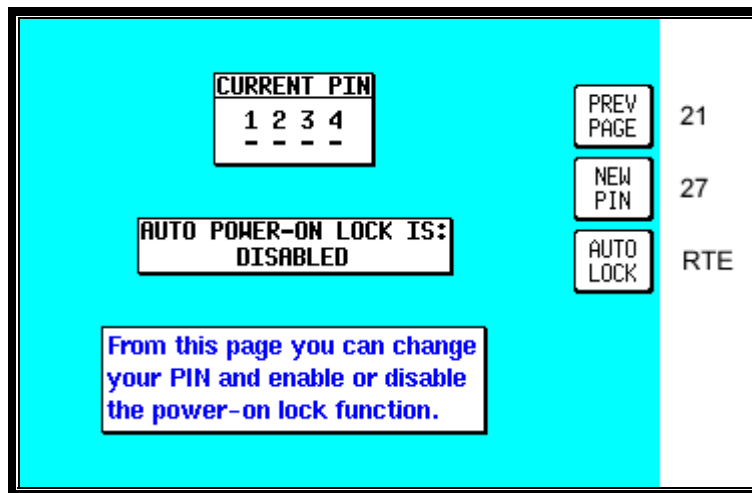 CURRENT PIN
1 2 3 4
AUTO POWER-ON LOCK IS:
DISABLED
From this page you can change
your PIN and enable or disable
the power-on lock function.
PREV
PAGE
21
NEW
PIN
27
AUTO
LOCK
RTE